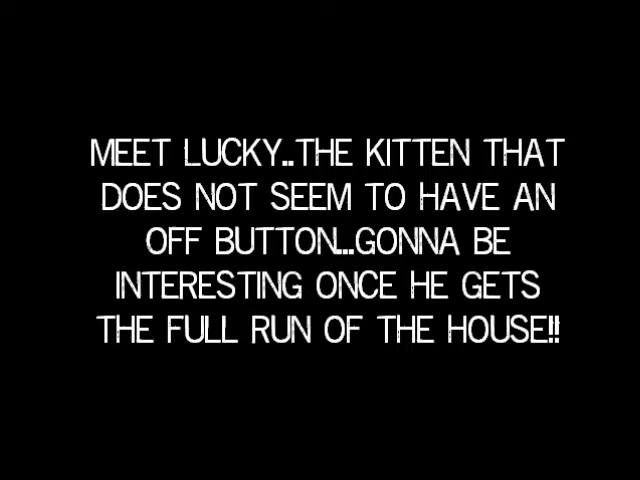 MEET LUCKY..THE KITTEN THAT
DOES NOT SEEM TO HAVE AN
OFF BUTTON...GONNA BE
INTERESTING ONCE HE GETS
THE FULL RUN OF THE HOUSE!!